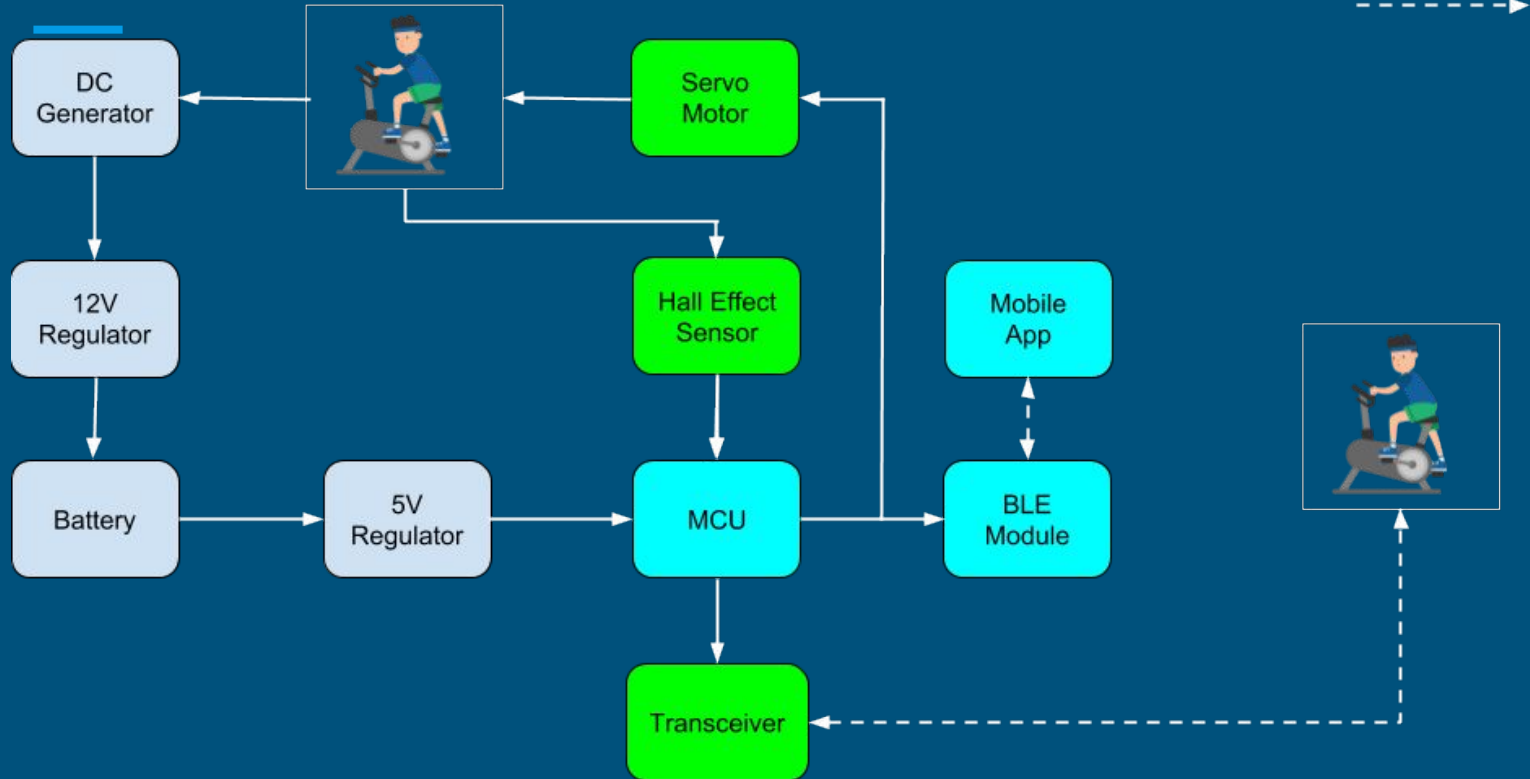 DC
Generator
Servo
Motor
12V
Regulator
Hall Effect
Sensor
Mobile
App
Battery
5V
Regulator
MCU
BLE
Module
Transceiver